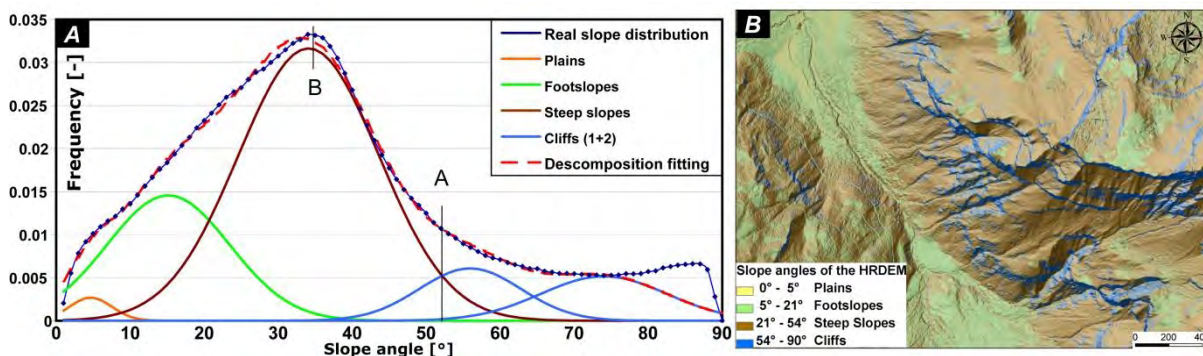 A
0.035
0.03
0.025
0.02
0.015
0.01
0.005
0
Frequency [-]
0 10 20 30 40 50 60 70 80 90
Slope angle [°]
B
A
Real slope distribution
Plains
Footslopes
Steep slopes
Cliffs (1+2)
Descomposition fitting
B
N
W E
S
Slope angles of the HRDEM
0° - 5° Plains
5° - 21° Footslopes
21° - 54° Steep Slopes
54° - 90° Cliffs
0 200 400